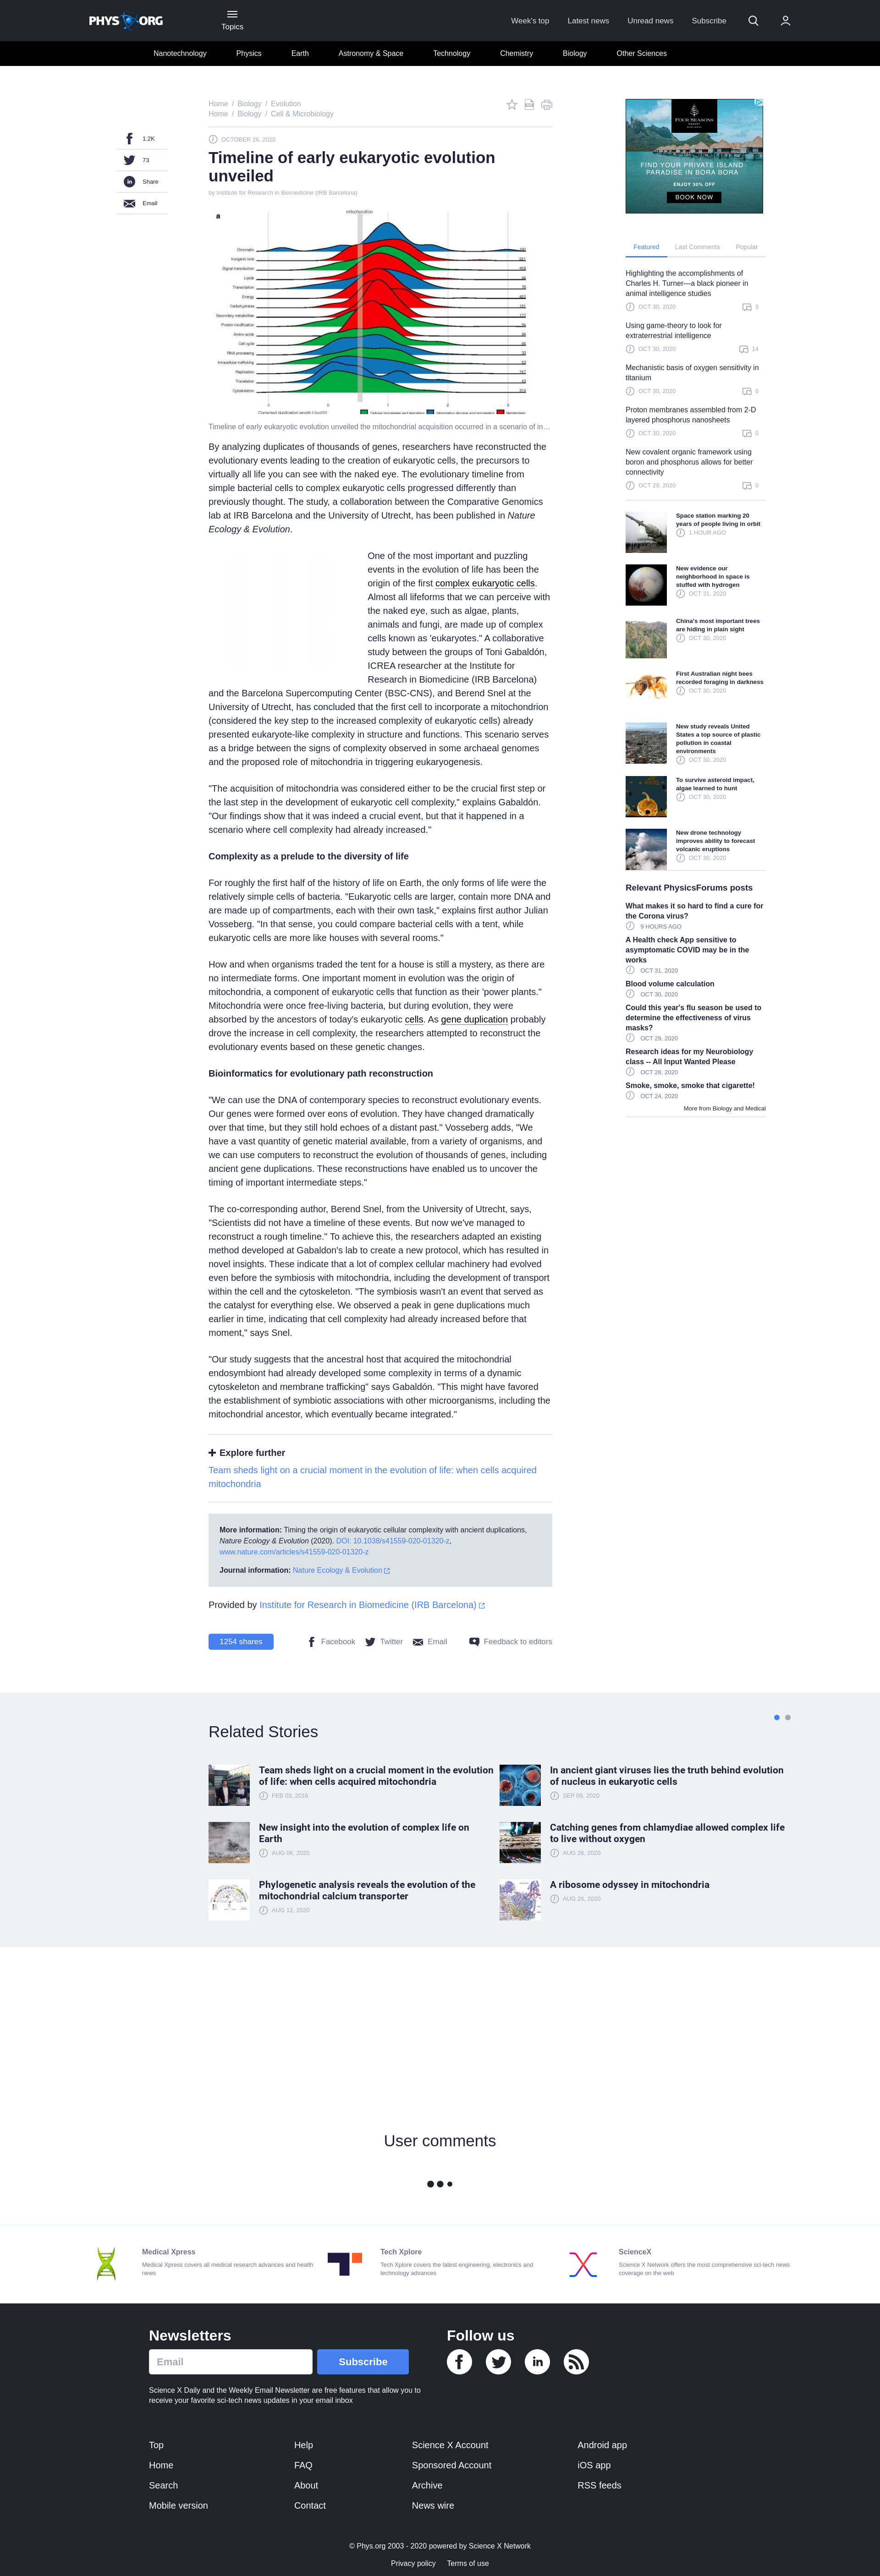 PHYS ORG
Topics
Week's top
Latest news
Unread news
Subscribe
Nanotechnology
Physics
Earth
Astronomy & Space
Technology
Chemistry
Biology
Other Sciences
1.2K
73
Share
Email
Home / Biology / Evolution
Home / Biology / Cell & Microbiology
OCTOBER 26, 2020
Timeline of early eukaryotic evolution
unveiled
by Institute for Research in Biomedicine (IRB Barcelona)
a
mitochondrion
Timeline of early eukaryotic evolution unveiled the mitochondrial acquisition occurred in a scenario of in…
By analyzing duplicates of thousands of genes, researchers have reconstructed the
evolutionary events leading to the creation of eukaryotic cells, the precursors to
virtually all life you can see with the naked eye. The evolutionary timeline from
simple bacterial cells to complex eukaryotic cells progressed differently than
previously thought. The study, a collaboration between the Comparative Genomics
lab at IRB Barcelona and the University of Utrecht, has been published in Nature
Ecology & Evolution.
One of the most important and puzzling
events in the evolution of life has been the
origin of the first complex eukaryotic cells.
Almost all lifeforms that we can perceive with
the naked eye, such as algae, plants,
animals and fungi, are made up of complex
cells known as 'eukaryotes." A collaborative
study between the groups of Toni Gabaldón,
ICREA researcher at the Institute for
Research in Biomedicine (IRB Barcelona)
and the Barcelona Supercomputing Center (BSC-CNS), and Berend Snel at the
University of Utrecht, has concluded that the first cell to incorporate a mitochondrion
(considered the key step to the increased complexity of eukaryotic cells) already
presented eukaryote-like complexity in structure and functions. This scenario serves
as a bridge between the signs of complexity observed in some archaeal genomes
and the proposed role of mitochondria in triggering eukaryogenesis.
"The acquisition of mitochondria was considered either to be the crucial first step or
the last step in the development of eukaryotic cell complexity," explains Gabaldón.
"Our findings show that it was indeed a crucial event, but that it happened in a
scenario where cell complexity had already increased."
Complexity as a prelude to the diversity of life
For roughly the first half of the history of life on Earth, the only forms of life were the
relatively simple cells of bacteria. "Eukaryotic cells are larger, contain more DNA and
are made up of compartments, each with their own task," explains first author Julian
Vosseberg. "In that sense, you could compare bacterial cells with a tent, while
eukaryotic cells are more like houses with several rooms."
How and when organisms traded the tent for a house is still a mystery, as there are
no intermediate forms. One important moment in evolution was the origin of
mitochondria, a component of eukaryotic cells that function as their 'power plants."
Mitochondria were once free-living bacteria, but during evolution, they were
absorbed by the ancestors of today's eukaryotic cells. As gene duplication probably
drove the increase in cell complexity, the researchers attempted to reconstruct the
evolutionary events based on these genetic changes.
Bioinformatics for evolutionary path reconstruction
"We can use the DNA of contemporary species to reconstruct evolutionary events.
Our genes were formed over eons of evolution. They have changed dramatically
over that time, but they still hold echoes of a distant past." Vosseberg adds, "We
have a vast quantity of genetic material available, from a variety of organisms, and
we can use computers to reconstruct the evolution of thousands of genes, including
ancient gene duplications. These reconstructions have enabled us to uncover the
timing of important intermediate steps."
The co-corresponding author, Berend Snel, from the University of Utrecht, says,
"Scientists did not have a timeline of these events. But now we've managed to
reconstruct a rough timeline." To achieve this, the researchers adapted an existing
method developed at Gabaldon's lab to create a new protocol, which has resulted in
novel insights. These indicate that a lot of complex cellular machinery had evolved
even before the symbiosis with mitochondria, including the development of transport
within the cell and the cytoskeleton. "The symbiosis wasn't an event that served as
the catalyst for everything else. We observed a peak in gene duplications much
earlier in time, indicating that cell complexity had already increased before that
moment," says Snel.
"Our study suggests that the ancestral host that acquired the mitochondrial
endosymbiont had already developed some complexity in terms of a dynamic
cytoskeleton and membrane trafficking" says Gabaldón. "This might have favored
the establishment of symbiotic associations with other microorganisms, including the
mitochondrial ancestor, which eventually became integrated."
Explore further
Team sheds light on a crucial moment in the evolution of life: when cells acquired
mitochondria
More information: Timing the origin of eukaryotic cellular complexity with ancient duplications,
Nature Ecology & Evolution (2020). DOI: 10.1038/s41559-020-01320-z,
www.nature.com/articles/s41559-020-01320-z
Journal information: Nature Ecology & Evolution
Provided by Institute for Research in Biomedicine (IRB Barcelona)
1254 shares
Facebook
Twitter
Email
Feedback to editors
FOUR SEASONS
FIND YOUR PRIVATE ISLAND
PARADISE IN BORA BORA
ENJOY 30% OFF
BOOK NOW
Featured
Last Comments
Popular
Highlighting the accomplishments of
Charles H. Turner—a black pioneer in
animal intelligence studies
OCT 30, 2020
3
Using game-theory to look for
extraterrestrial intelligence
OCT 30, 2020
14
Mechanistic basis of oxygen sensitivity in
titanium
OCT 30, 2020
0
Proton membranes assembled from 2-D
layered phosphorus nanosheets
OCT 30, 2020
0
New covalent organic framework using
boron and phosphorus allows for better
connectivity
OCT 29, 2020
0
Space station marking 20
years of people living in orbit
1 HOUR AGO
New evidence our
neighborhood in space is
stuffed with hydrogen
OCT 31, 2020
China's most important trees
are hiding in plain sight
OCT 30, 2020
First Australian night bees
recorded foraging in darkness
OCT 30, 2020
New study reveals United
States a top source of plastic
pollution in coastal
environments
OCT 30, 2020
To survive asteroid impact,
algae learned to hunt
OCT 30, 2020
New drone technology
improves ability to forecast
volcanic eruptions
OCT 30, 2020
Relevant PhysicsForums posts
What makes it so hard to find a cure for
the Corona virus?
9 HOURS AGO
A Health check App sensitive to
asymptomatic COVID may be in the
works
OCT 31, 2020
Blood volume calculation
OCT 30, 2020
Could this year's flu season be used to
determine the effectiveness of virus
masks?
OCT 29, 2020
Research ideas for my Neurobiology
class -- All Input Wanted Please
OCT 28, 2020
Smoke, smoke, smoke that cigarette!
OCT 24, 2020
More from Biology and Medical
Related Stories
Team sheds light on a crucial moment in the evolution
of life: when cells acquired mitochondria
FEB 03, 2016
In ancient giant viruses lies the truth behind evolution
of nucleus in eukaryotic cells
SEP 08, 2020
New insight into the evolution of complex life on
Earth
AUG 06, 2020
Catching genes from chlamydiae allowed complex life
to live without oxygen
AUG 26, 2020
Phylogenetic analysis reveals the evolution of the
mitochondrial calcium transporter
AUG 12, 2020
A ribosome odyssey in mitochondria
AUG 26, 2020
User comments
Medical Xpress
Medical Xpress covers all medical research advances and health
news
Tech Xplore
Tech Xplore covers the latest engineering, electronics and
technology advances
ScienceX
Science X Network offers the most comprehensive sci-tech news
coverage on the web
Newsletters
Email
Subscribe
Science X Daily and the Weekly Email Newsletter are free features that allow you to
receive your favorite sci-tech news updates in your email inbox
Follow us
Top
Home
Search
Mobile version
Help
FAQ
About
Contact
Science X Account
Sponsored Account
Archive
News wire
Android app
iOS app
RSS feeds
© Phys.org 2003 - 2020 powered by Science X Network
Privacy policy
Terms of use